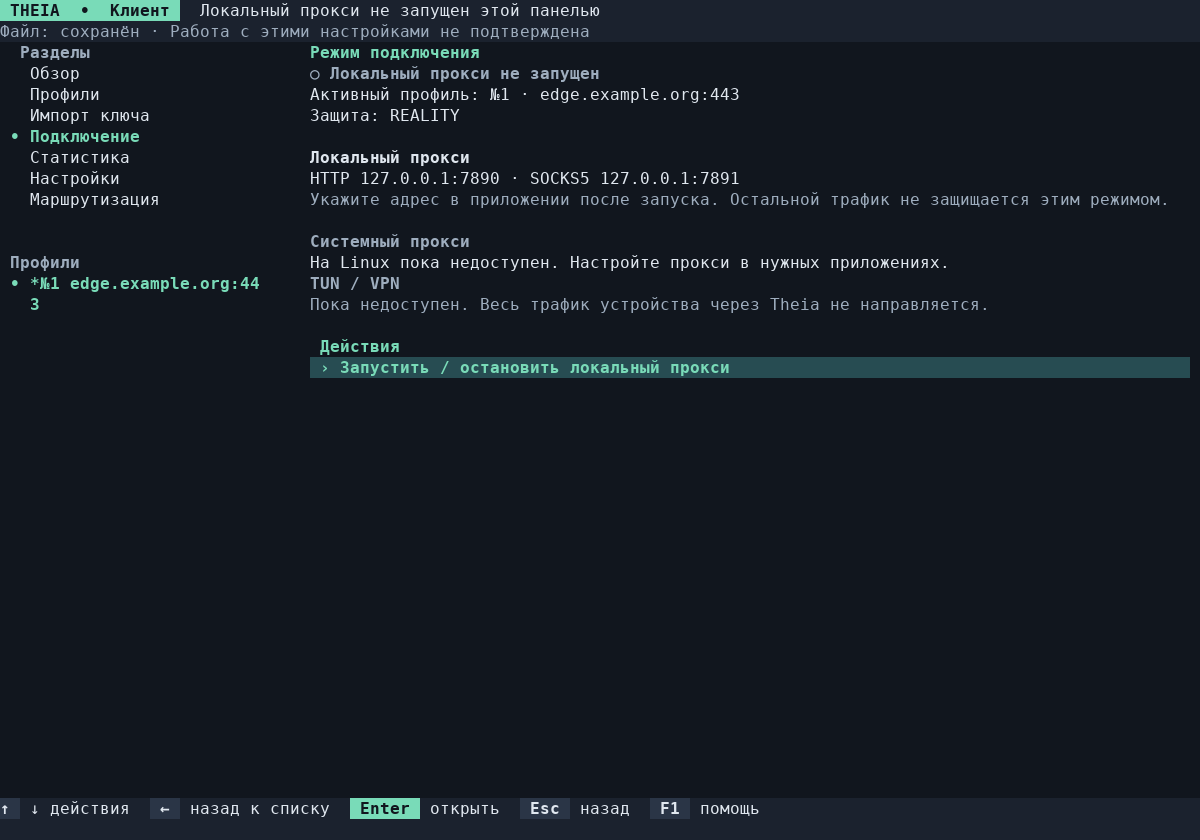 THEIA • Клиент Локальный прокси не запущен этой панелью
Файл: сохранён · Работа с этими настройками не подтверждена
Разделы
Обзор
Профили
Импорт ключа
• Подключение
Статистика
Настройки
Маршрутизация
Профили
• *№1 edge.example.org:44
3
Режим подключения
○ Локальный прокси не запущен
Активный профиль: №1 · edge.example.org:443
Защита: REALITY
Локальный прокси
HTTP 127.0.0.1:7890 · SOCKS5 127.0.0.1:7891
Укажите адрес в приложении после запуска. Остальной трафик не защищается этим режимом.
Системный прокси
На Linux пока недоступен. Настройте прокси в нужных приложениях.
TUN / VPN
Пока недоступен. Весь трафик устройства через Theia не направляется.
Действия
› Запустить / остановить локальный прокси
↑ ↓ действия ← назад к списку Enter открыть Esc назад F1 помощь